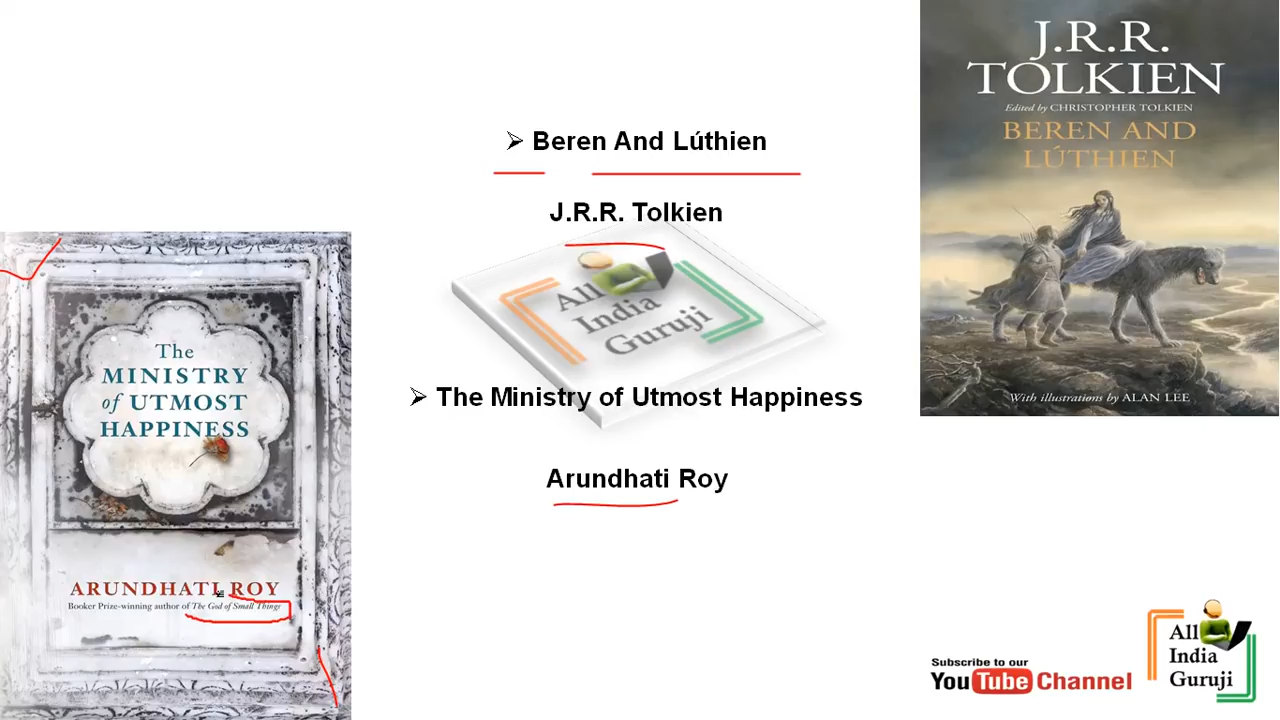 J.R.R.
TOLKIEN
Edited by CHRISTOPHER TOLKIEN
BEREN AND
LÚTHIEN
With illustrations by ALAN LEE
➢ Beren And Lúthien
J.R.R. Tolkien
All
India
Guruji
➢ The Ministry of Utmost Happiness
Arundhati Roy
The
MINISTRY
of UTMOST
HAPPINESS
ARUNDHATI ROY
Booker Prize-winning author of The God of Small Things
Subscribe to our
YouTube Channel
All
India
Guruji